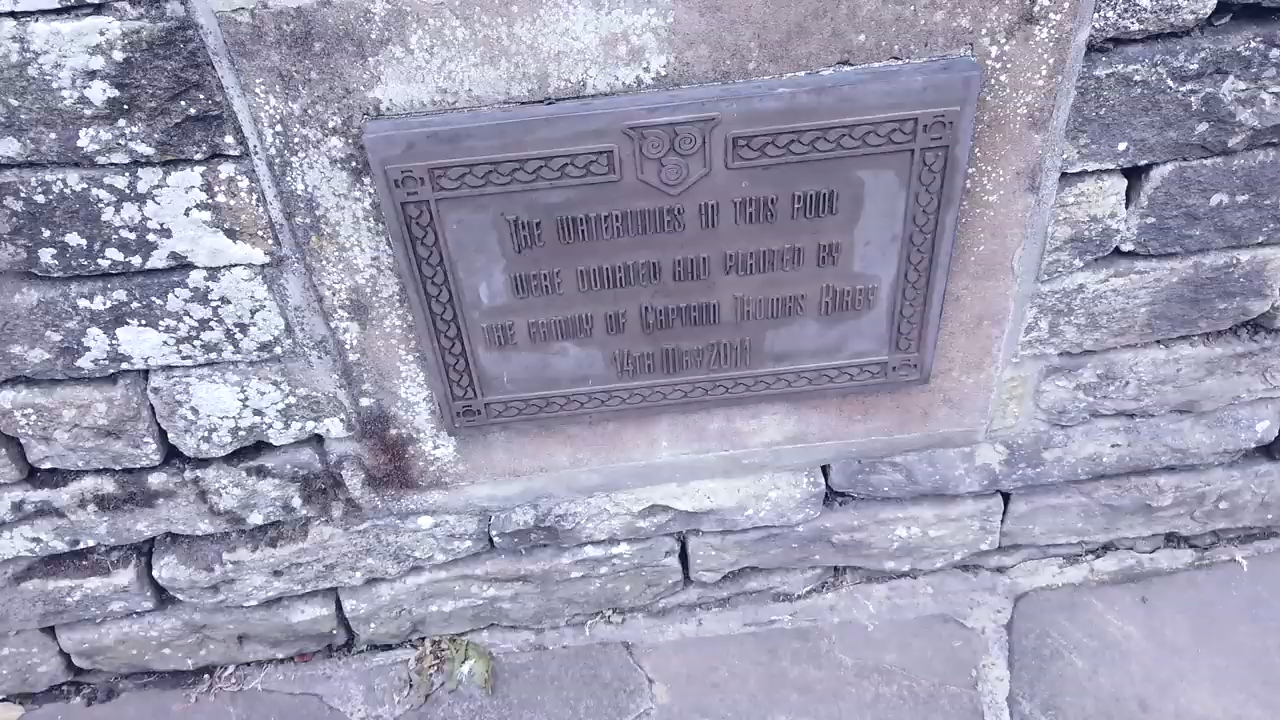 The waterlilies in this pool
were donated and planted by
the family of Captain Thomas Kirby
14th May 2011